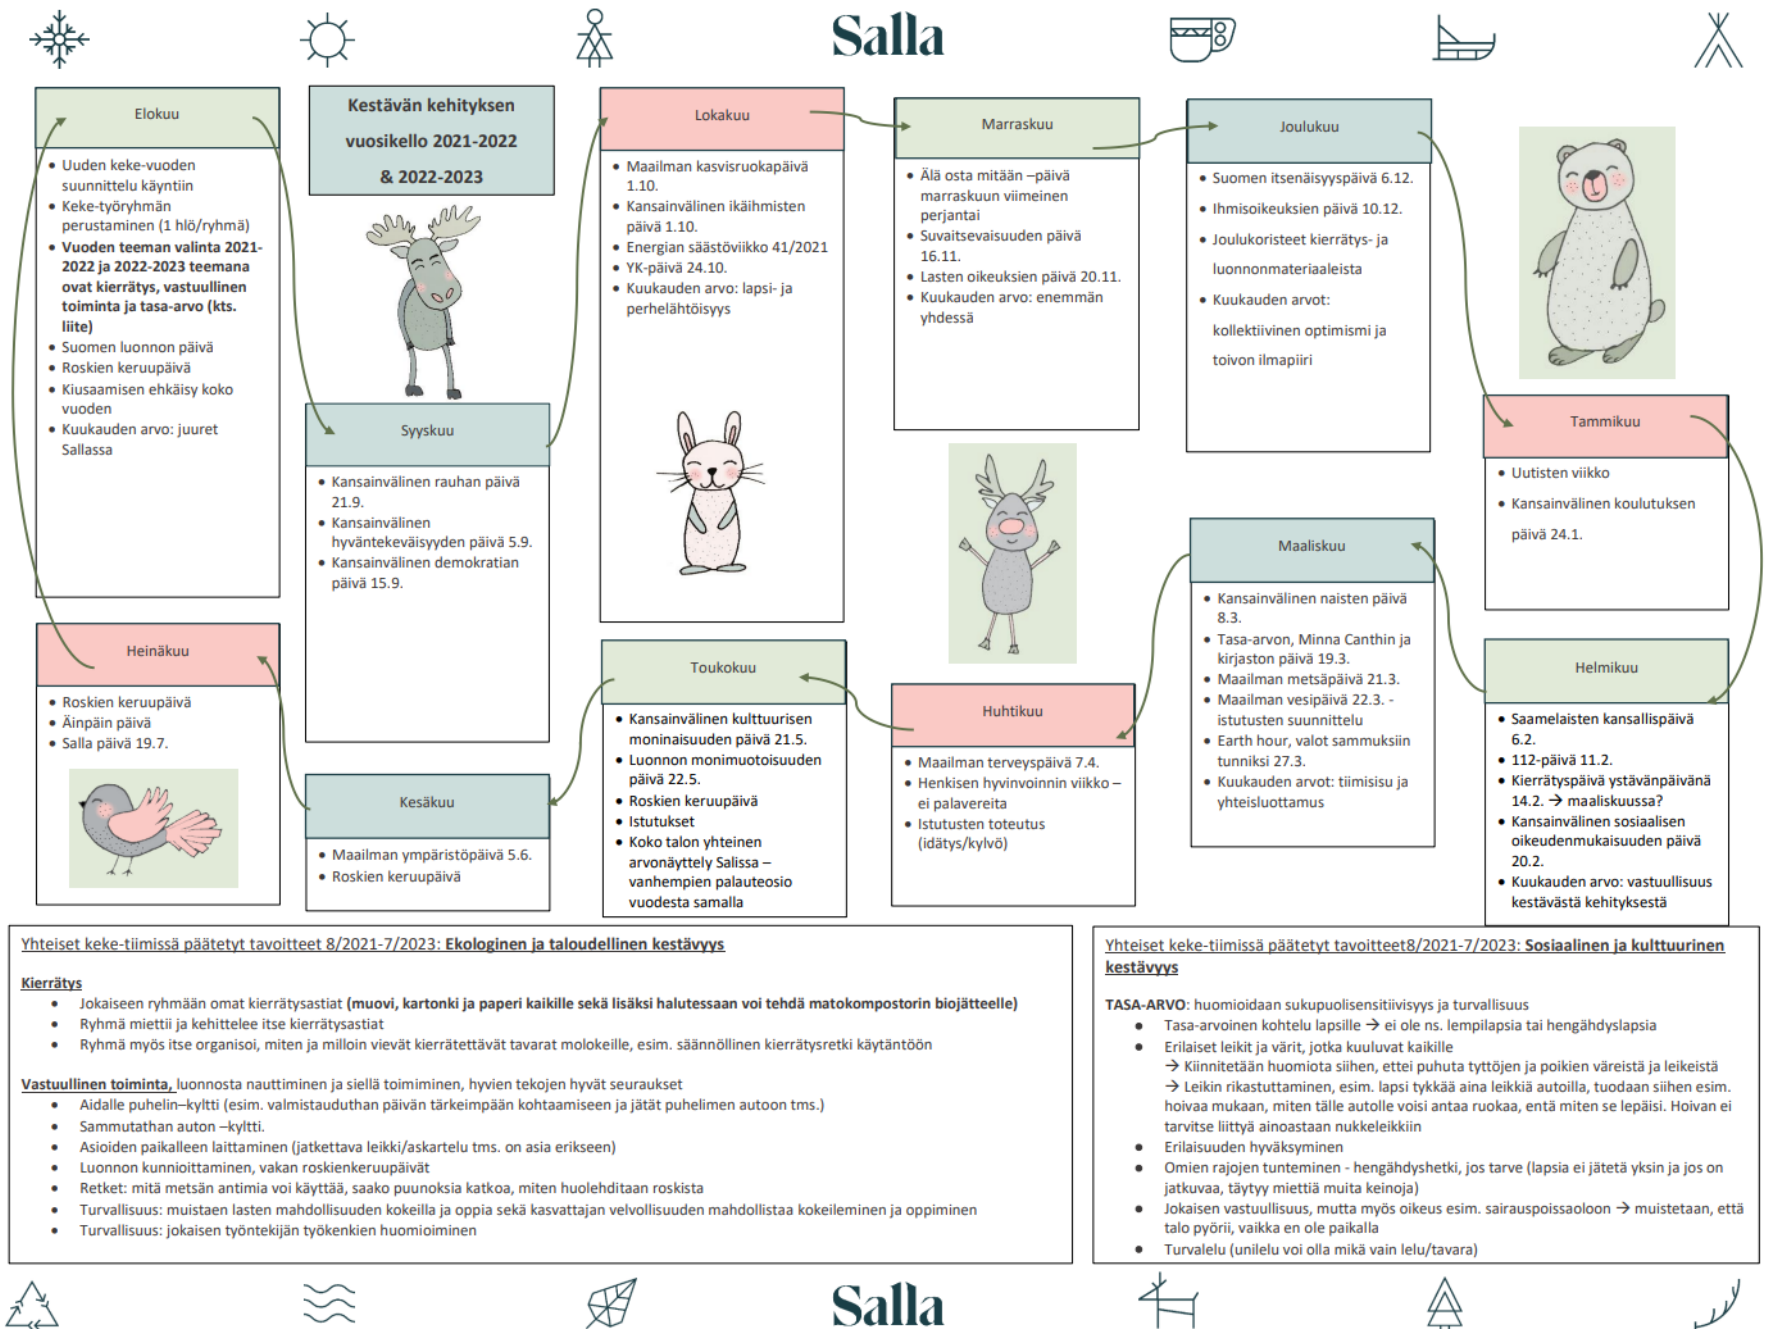 Salla
Elokuu
• Uuden keke-vuoden
suunnittelu käyntiin
• Keke-työryhmän
perustaminen (1 hlö/ryhmä)
• Vuoden teeman valinta 2021-
2022 ja 2022-2023 teemana
ovat kierrätys, vastuullinen
toiminta ja tasa-arvo (kts.
liite)
• Suomen luonnon päivä
• Roskien keruupäivä
• Kiusaamisen ehkäisy koko
vuoden
• Kuukauden arvo: juuret
Sallassa
Kestävän kehityksen
vuosikello 2021-2022
& 2022-2023
Syyskuu
• Kansainvälinen rauhan päivä
21.9.
• Kansainvälinen
hyväntekeväisyyden päivä 5.9.
• Kansainvälinen demokratian
päivä 15.9.
Lokakuu
• Maailman kasvisruokapäivä
1.10.
• Kansainvälinen ikäihmisten
päivä 1.10.
• Energian säästöviikko 41/2021
• YK-päivä 24.10.
• Kuukauden arvo: lapsi- ja
perhelähtöisyys
Marraskuu
• Älä osta mitään –päivä
marraskuun viimeinen
perjantai
• Suvaitsevaisuuden päivä
16.11.
• Lasten oikeuksien päivä 20.11.
• Kuukauden arvo: enemmän
yhdessä
Joulukuu
• Suomen itsenäisyyspäivä 6.12.
• Ihmisoikeuksien päivä 10.12.
• Joulukoristeet kierrätys- ja
luonnonmateriaaleista
• Kuukauden arvot:
kollektiivinen optimismi ja
toivon ilmapiiri
Tammikuu
• Uutisten viikko
• Kansainvälinen koulutuksen
päivä 24.1.
Helmikuu
• Saamelaisten kansallispäivä
6.2.
• 112-päivä 11.2.
• Kierrätyspäivä ystävänpäivänä
14.2. → maaliskuussa?
• Kansainvälinen sosiaalisen
oikeudenmukaisuuden päivä
20.2.
• Kuukauden arvo: vastuullisuus
kestävästä kehityksestä
Maaliskuu
• Kansainvälinen naisten päivä
8.3.
• Tasa-arvon, Minna Canthin ja
kirjaston päivä 19.3.
• Maailman metsäpäivä 21.3.
• Maailman vesipäivä 22.3. -
istutusten suunnittelu
• Earth hour, valot sammuksiin
tunniksi 27.3.
• Kuukauden arvot: tiimisisu ja
yhteisluottamus
Huhtikuu
• Maailman terveyspäivä 7.4.
• Henkisen hyvinvoinnin viikko –
ei palavereita
• Istutusten toteutus
(idätys/kylvö)
Toukokuu
• Kansainvälinen kulttuurisen
moninaisuuden päivä 21.5.
• Luonnon monimuotoisuuden
päivä 22.5.
• Roskien keruupäivä
• Istutukset
• Koko talon yhteinen
arvonäyttely Salissa –
vanhempien palauteosio
vuodesta samalla
Kesäkuu
• Maailman ympäristöpäivä 5.6.
• Roskien keruupäivä
Heinäkuu
• Roskien keruupäivä
• Äinpäin päivä
• Salla päivä 19.7.
Yhteiset keke-tiimissä päätetyt tavoitteet 8/2021-7/2023: Ekologinen ja taloudellinen kestävyys
Kierrätys
• Jokaiseen ryhmään omat kierrätysastiat (muovi, kartonki ja paperi kaikille sekä lisäksi halutessaan voi tehdä matokompostorin biojätteelle)
• Ryhmä miettii ja kehittelee itse kierrätysastiat
• Ryhmä myös itse organisoi, miten ja milloin vievät kierrätettävät tavarat molokeille, esim. säännöllinen kierrätysretki käytäntöön
Vastuullinen toiminta, luonnosta nauttiminen ja siellä toimiminen, hyvien tekojen hyvät seuraukset
• Aidalle puhelin–kyltti (esim. valmistauduthan päivän tärkeimpään kohtaamiseen ja jätät puhelimen autoon tms.)
• Sammutathan auton –kyltti.
• Asioiden paikalleen laittaminen (jatkettava leikki/askartelu tms. on asia erikseen)
• Luonnon kunnioittaminen, vakan roskienkeruupäivät
• Retket: mitä metsän antimia voi käyttää, saako puunoksia katkoa, miten huolehditaan roskista
• Turvallisuus: muistaen lasten mahdollisuuden kokeilla ja oppia sekä kasvattajan velvollisuuden mahdollistaa kokeileminen ja oppiminen
• Turvallisuus: jokaisen työntekijän työkenkien huomioiminen
Yhteiset keke-tiimissä päätetyt tavoitteet8/2021-7/2023: Sosiaalinen ja kulttuurinen
kestävyys
TASA-ARVO: huomioidaan sukupuolisensitiivisyys ja turvallisuus
• Tasa-arvoinen kohtelu lapsille → ei ole ns. lempilapsia tai hengähdyslapsia
• Erilaiset leikit ja värit, jotka kuuluvat kaikille
→ Kiinnitetään huomiota siihen, ettei puhuta tyttöjen ja poikien väreistä ja leikeistä
→ Leikin rikastuttaminen, esim. lapsi tykkää aina leikkiä autoilla, tuodaan siihen esim.
hoivaa mukaan, miten tälle autolle voisi antaa ruokaa, entä miten se lepäisi. Hoivan ei
tarvitse liittyä ainoastaan nukkeleikkiin
• Erilaisuuden hyväksyminen
• Omien rajojen tunteminen - hengähdyshetki, jos tarve (lapsia ei jätetä yksin ja jos on
jatkuvaa, täytyy miettiä muita keinoja)
• Jokaisen vastuullisuus, mutta myös oikeus esim. sairauspoissaoloon → muistetaan, että
talo pyörii, vaikka en ole paikalla
• Turvalelu (unilelu voi olla mikä vain lelu/tavara)
Salla